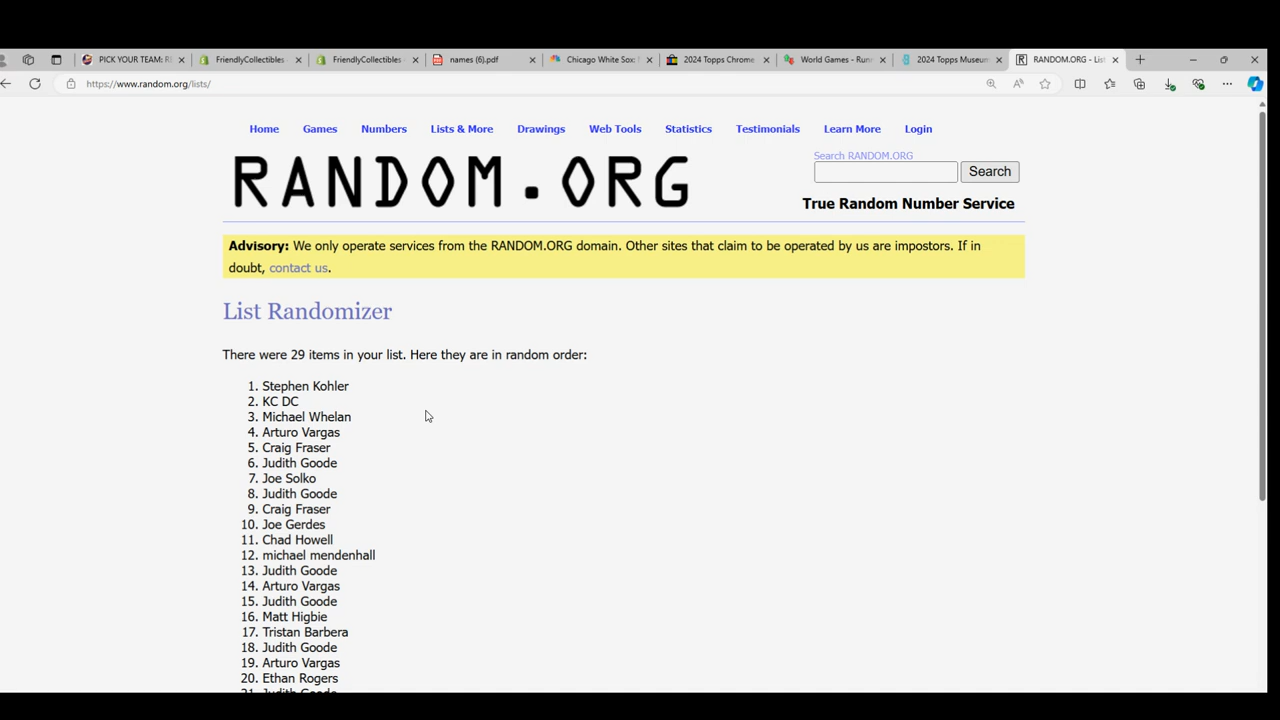 PICK YOUR TEAM: R
FriendlyCollectibles
FriendlyCollectibles
names (6).pdf
Chicago White Sox:
2024 Topps Chrome
World Games - Runn
2024 Topps Museum
RANDOM.ORG - List
https://www.random.org/lists/
Home Games Numbers Lists & More Drawings Web Tools Statistics Testimonials Learn More Login
RANDOM.ORG
Search RANDOM.ORG
Search
True Random Number Service
Advisory: We only operate services from the RANDOM.ORG domain. Other sites that claim to be operated by us are impostors. If in
doubt, contact us.
List Randomizer
There were 29 items in your list. Here they are in random order:
1. Stephen Kohler
2. KC DC
3. Michael Whelan
4. Arturo Vargas
5. Craig Fraser
6. Judith Goode
7. Joe Solko
8. Judith Goode
9. Craig Fraser
10. Joe Gerdes
11. Chad Howell
12. michael mendenhall
13. Judith Goode
14. Arturo Vargas
15. Judith Goode
16. Matt Higbie
17. Tristan Barbera
18. Judith Goode
19. Arturo Vargas
20. Ethan Rogers
21. Judith Goode